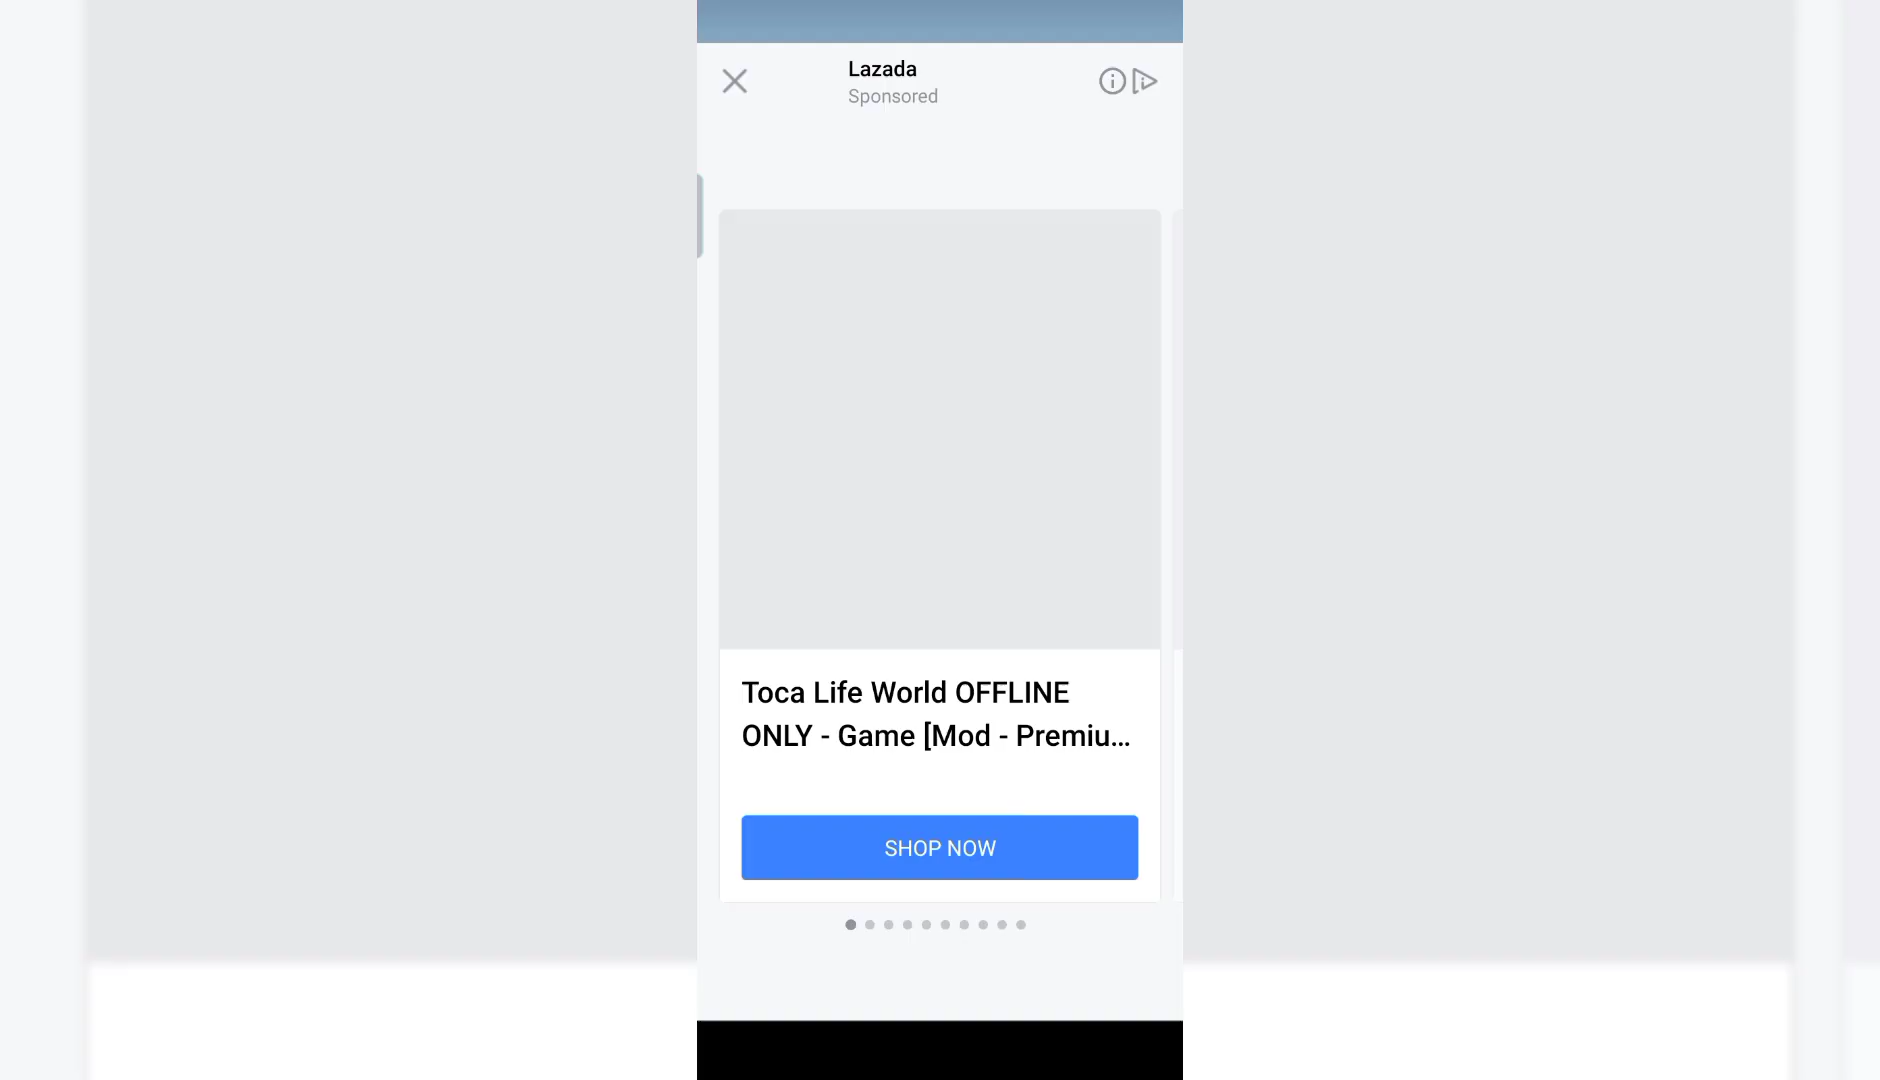 Lazada
Sponsored
Toca Life World OFFLINE
ONLY - Game [Mod - Premiu...
SHOP NOW